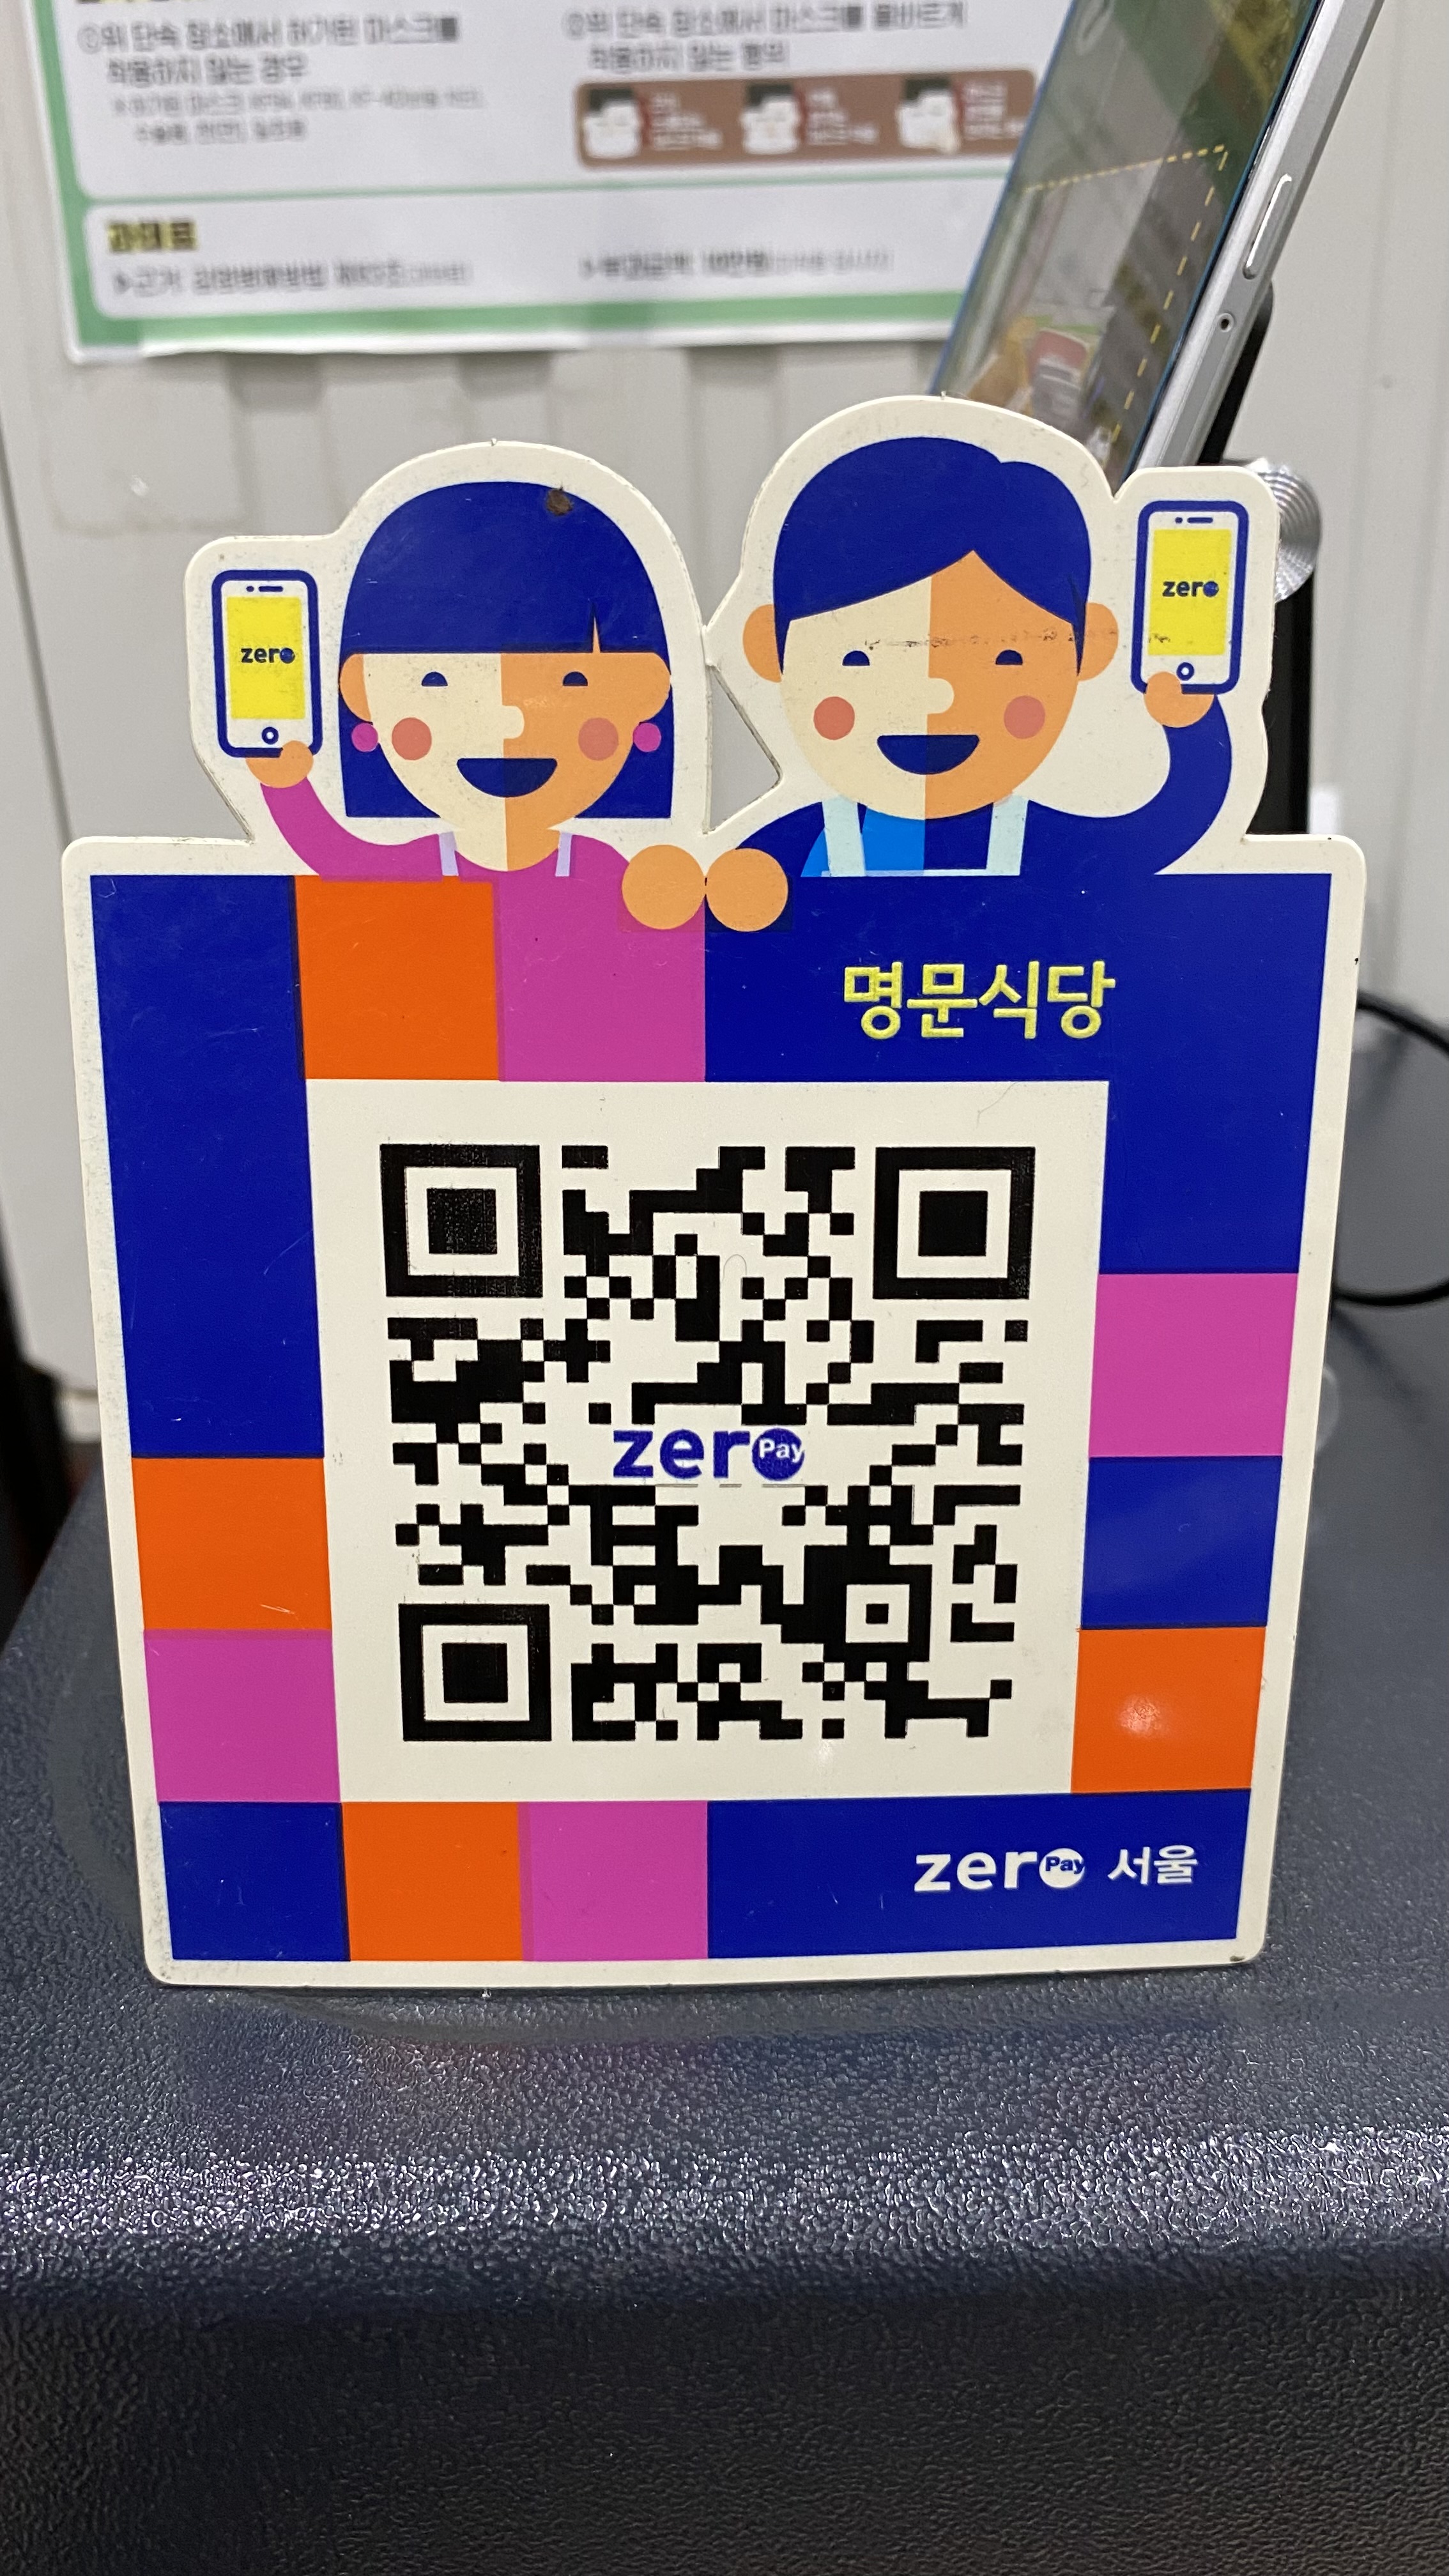 ①위 단속 장소에서 허가된 마스크를
착용하지 않는 경우
②위 단속 장소에서 마스크를 올바르게
착용하지 않는 행위
과태료
zero
zero
명문식당
zero Pay
zero Pay 서울